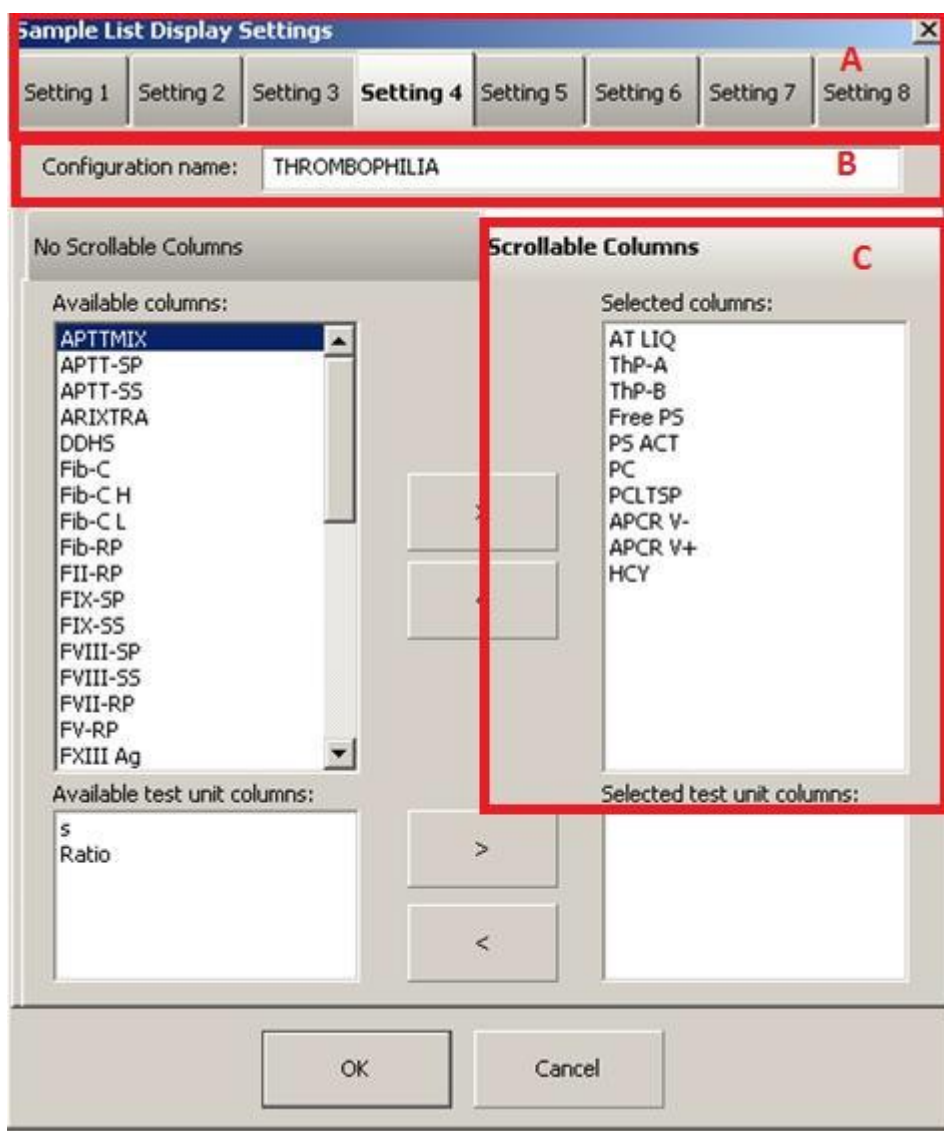 Sample List Display Settings
A
Setting 1 Setting 2 Setting 3 Setting 4 Setting 5 Setting 6 Setting 7 Setting 8
Configuration name: THROMBOPHILIA B
No Scrollable Columns Scrollable Columns C
Available columns:
APTTMIX
APTT-SP
APTT-SS
ARIXTRA
DDHS
Fib-C
Fib-C H
Fib-C L
Fib-RP
FII-RP
FIX-SP
FIX-SS
FVIII-SP
FVIII-SS
FVII-RP
FV-RP
FXIII Ag
Selected columns:
AT LIQ
ThP-A
ThP-B
Free PS
PS ACT
PC
PCLTSP
APCR V-
APCR V+
HCY
Available test unit columns:
s
Ratio
>
<
Selected test unit columns:
OK Cancel